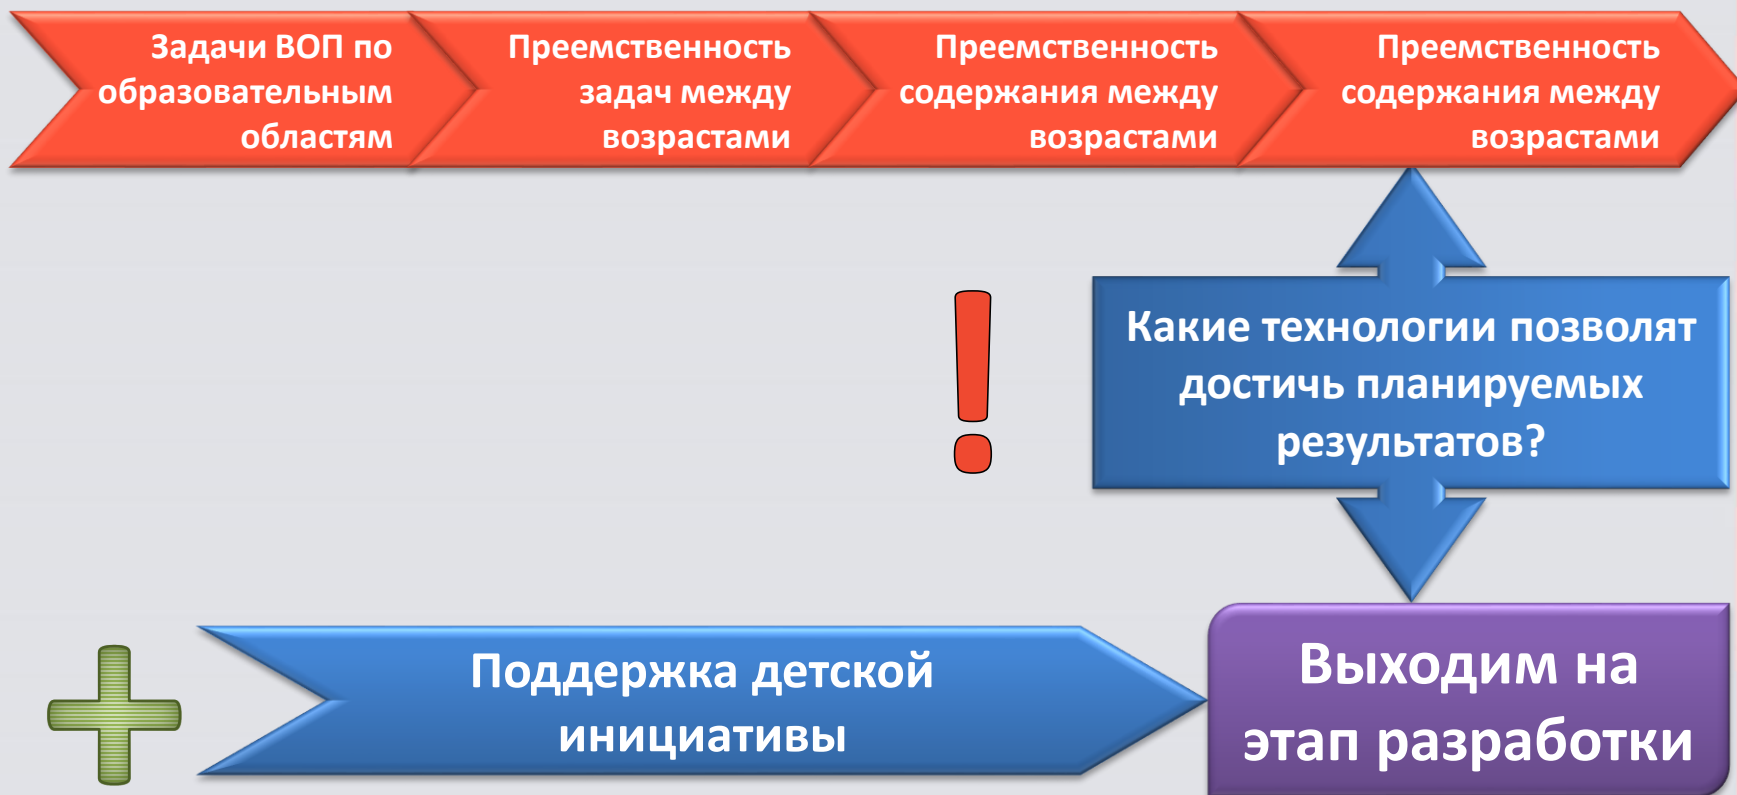 Задачи ВОП по
образовательным
областям
Преемственность
задач между
возрастами
Преемственность
содержания между
возрастами
Преемственность
содержания между
возрастами
!
Какие технологии позволят
достичь планируемых
результатов?
Поддержка детской
инициативы
Выходим на
этап разработки